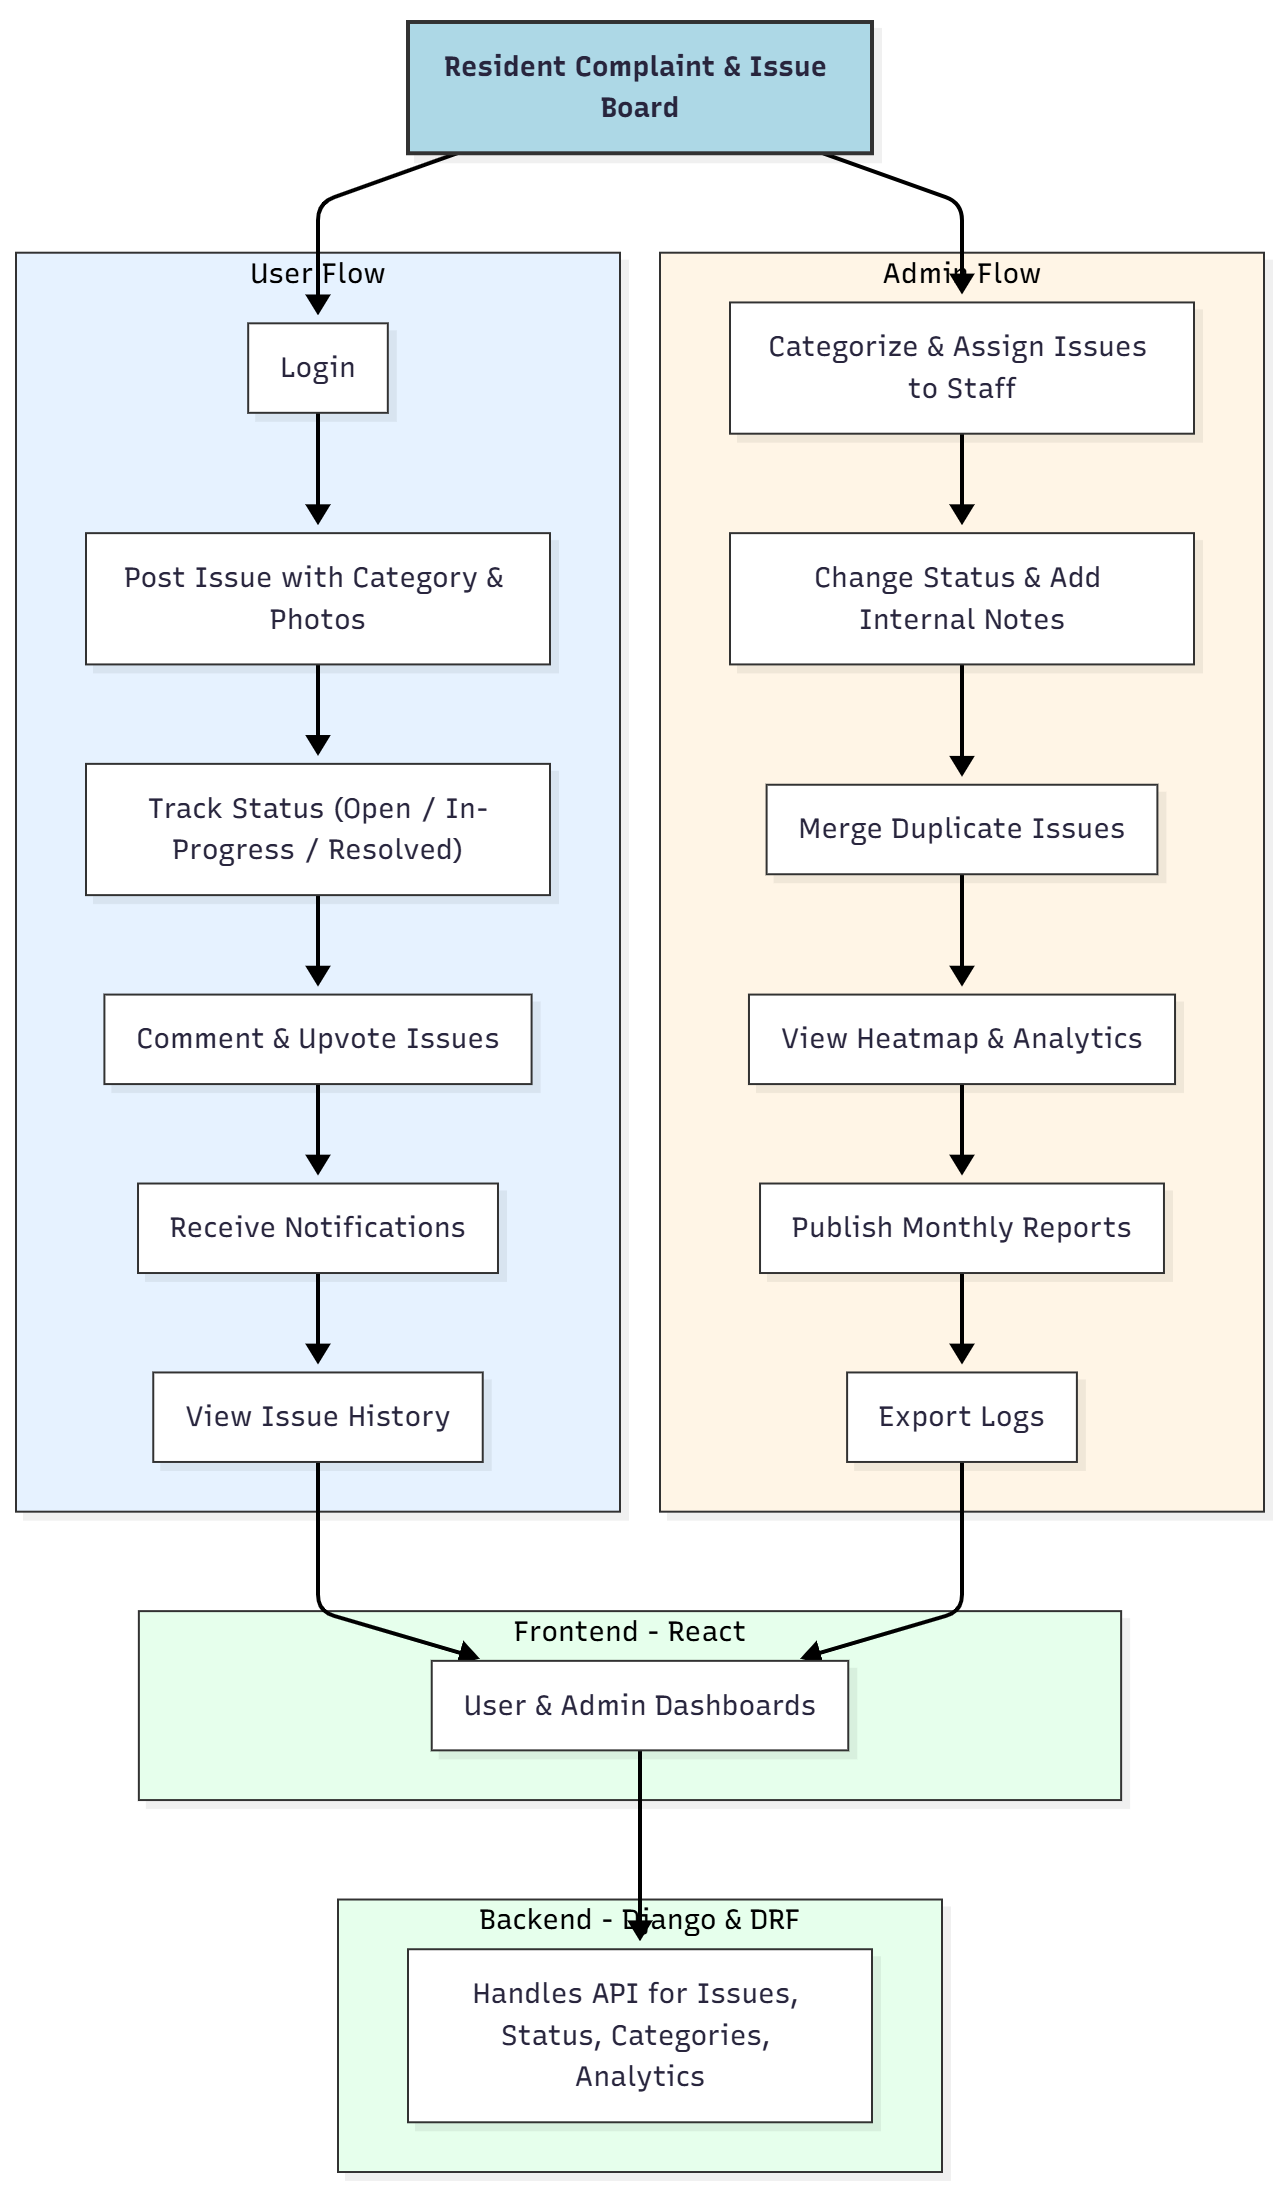 Resident Complaint & Issue
Board
User Flow
Login
Post Issue with Category &
Photos
Track Status (Open / In-
Progress / Resolved)
Comment & Upvote Issues
Receive Notifications
View Issue History
Admin Flow
Categorize & Assign Issues
to Staff
Change Status & Add
Internal Notes
Merge Duplicate Issues
View Heatmap & Analytics
Publish Monthly Reports
Export Logs
Frontend - React
User & Admin Dashboards
Backend - Django & DRF
Handles API for Issues,
Status, Categories,
Analytics